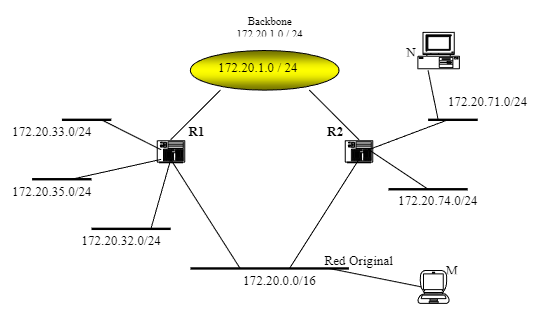 Backbone
172.20.1.0 / 24
172.20.1.0 / 24
N
172.20.71.0/24
R1
R2
172.20.33.0/24
172.20.35.0/24
172.20.74.0/24
172.20.32.0/24
Red Original
M
172.20.0.0/16